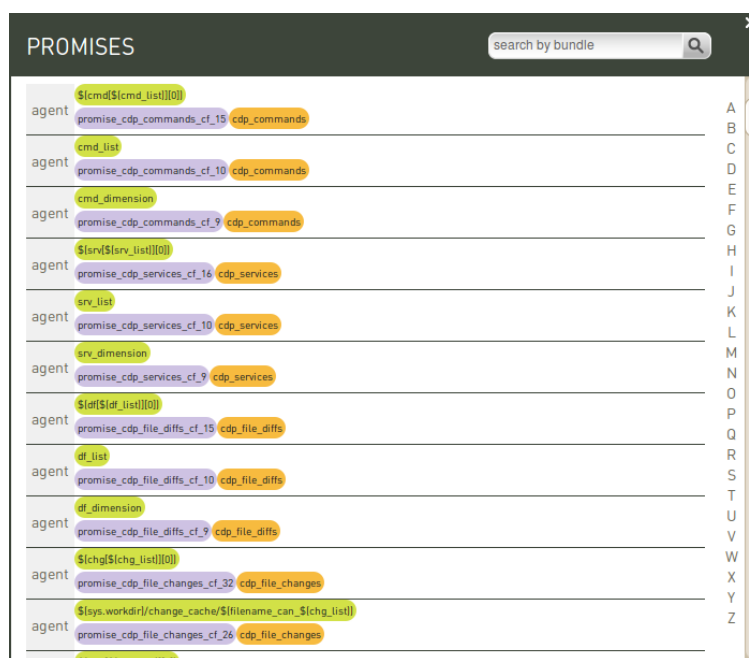 PROMISES
search by bundle
agent
$(cmd[$(cmd_list)][0])
promise_cdp_commands_cf_15 cdp_commands
agent
cmd_list
promise_cdp_commands_cf_10 cdp_commands
agent
cmd_dimension
promise_cdp_commands_cf_9 cdp_commands
agent
$(srv[$(srv_list)][0])
promise_cdp_services_cf_16 cdp_services
agent
srv_list
promise_cdp_services_cf_10 cdp_services
agent
srv_dimension
promise_cdp_services_cf_9 cdp_services
agent
$(df[$(df_list)][0])
promise_cdp_file_diffs_cf_15 cdp_file_diffs
agent
df_list
promise_cdp_file_diffs_cf_10 cdp_file_diffs
agent
df_dimension
promise_cdp_file_diffs_cf_9 cdp_file_diffs
agent
$(chg[$(chg_list)][0])
promise_cdp_file_changes_cf_32 cdp_file_changes
agent
$(sys.workdir)/change_cache/$(filename_can_$(chg_list))
promise_cdp_file_changes_cf_26 cdp_file_changes
A
B
C
D
E
F
G
H
I
J
K
L
M
N
O
P
Q
R
S
T
U
V
W
X
Y
Z